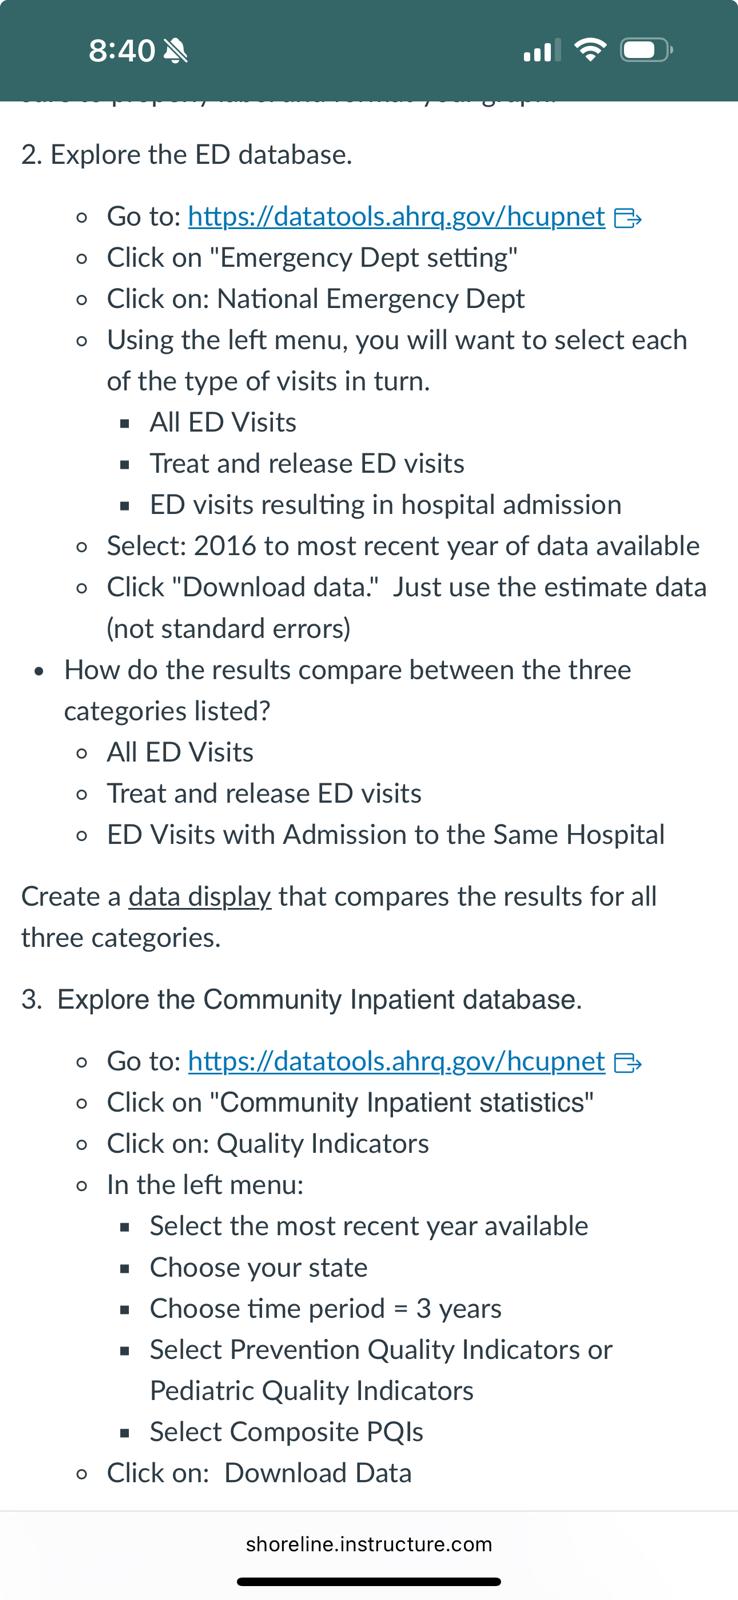 8:40
2. Explore the ED database.
Go to: https://datatools.ahrq.gov/hcupnet
Click on "Emergency Dept setting"
Click on: National Emergency Dept
Using the left menu, you will want to select each
of the type of visits in turn.
All ED Visits
Treat and release ED visits
ED visits resulting in hospital admission
Select: 2016 to most recent year of data available
Click "Download data."  Just use the estimate data
(not standard errors)
How do the results compare between the three
categories listed?
All ED Visits
Treat and release ED visits
ED Visits with Admission to the Same Hospital
Create a data display that compares the results for all
three categories.
3.  Explore the Community Inpatient database.
Go to: https://datatools.ahrq.gov/hcupnet
Click on "Community Inpatient statistics"
Click on: Quality Indicators
In the left menu:
Select the most recent year available
Choose your state
Choose time period = 3 years
Select Prevention Quality Indicators or
Pediatric Quality Indicators
Select Composite PQIs
Click on:  Download Data
shoreline.instructure.com